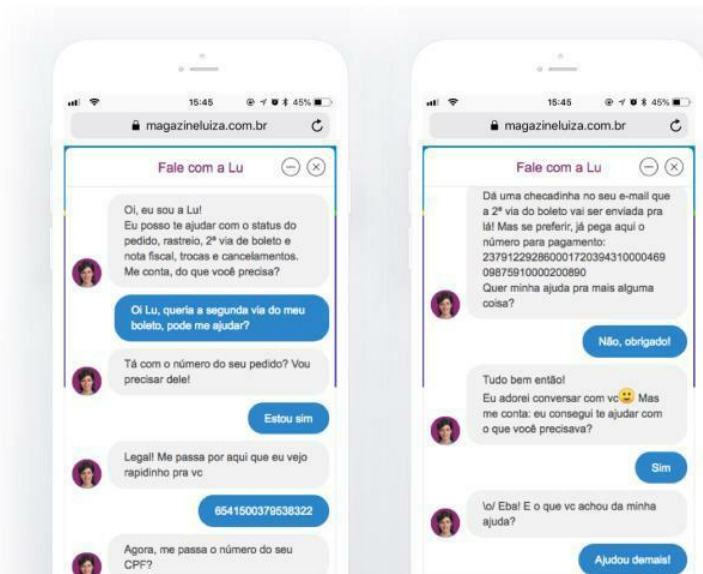 15:45
45%
magazineluiza.com.br
Fale com a Lu
Oi, eu sou a Lu!
Eu posso te ajudar com o status do
pedido, rastreio, 2ª via de boleto e
nota fiscal, trocas e cancelamentos.
Me conta, do que você precisa?
Oi Lu, queria a segunda via do meu
boleto, pode me ajudar?
Tá com o número do seu pedido? Vou
precisar dele!
Estou sim
Legal! Me passa por aqui que eu vejo
rapidinho pra vc
6541500379538322
Agora, me passa o número do seu
CPF?
15:45
45%
magazineluiza.com.br
Fale com a Lu
Dá uma checadinha no seu e-mail que
a 2ª via do boleto vai ser enviada pra
lá! Mas se preferir, já pega aqui o
número para pagamento:
237912292860001720394310000469
09875910000200890
Quer minha ajuda pra mais alguma
coisa?
Não, obrigado!
Tudo bem então!
Eu adorei conversar com vc🙂 Mas
me conta: eu consegui te ajudar com
o que você precisava?
Sim
\o/ Eba! E o que vc achou da minha
ajuda?
Ajudou demais!